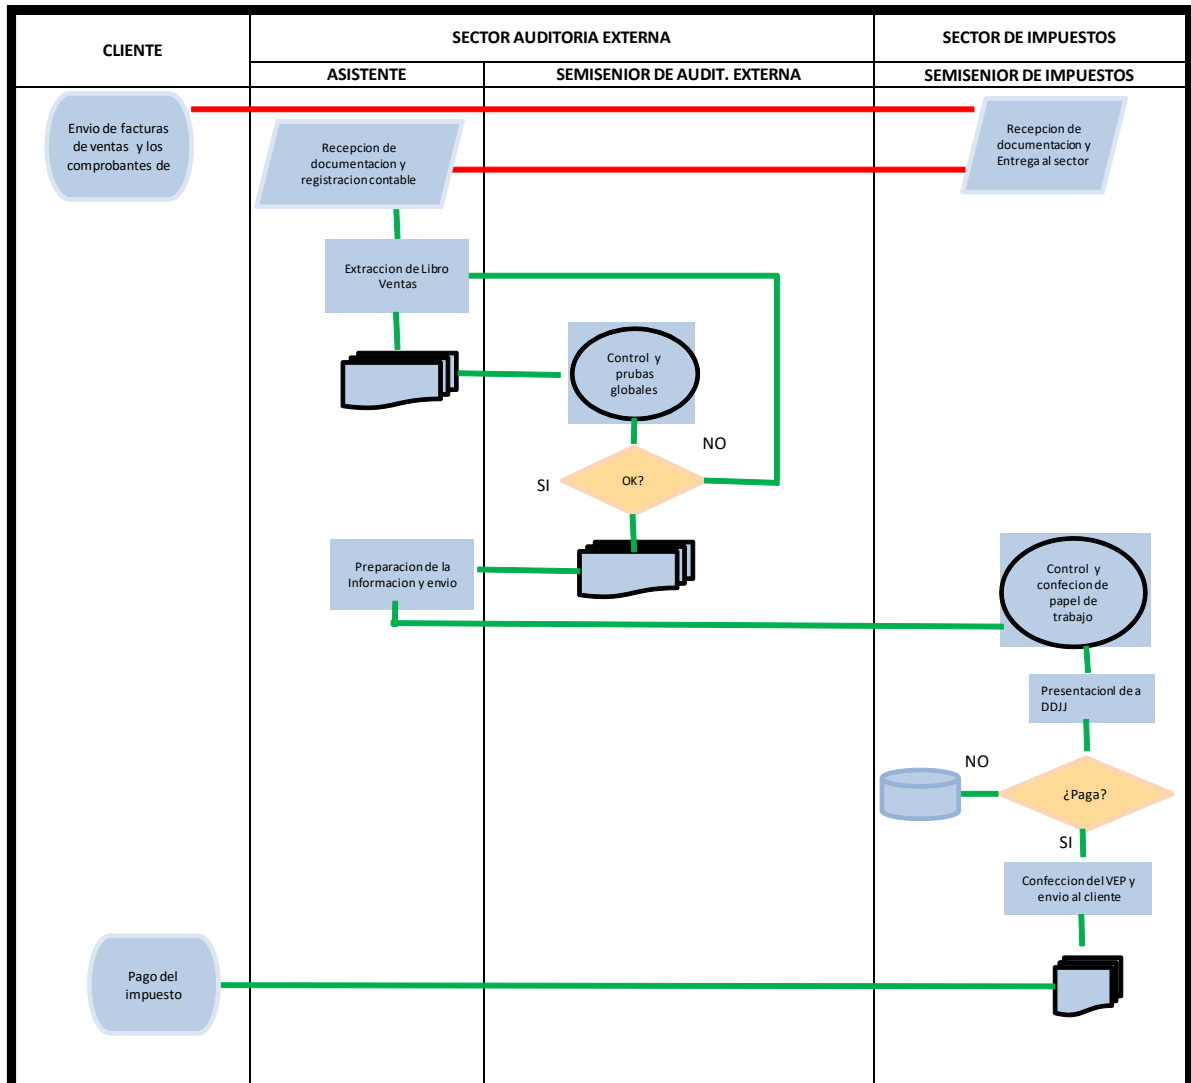 CLIENTE
SECTOR AUDITORIA EXTERNA
SECTOR DE IMPUESTOS
ASISTENTE
SEMISENIOR DE AUDIT. EXTERNA
SEMISENIOR DE IMPUESTOS
Envio de facturas
de ventas y los
comprobantes de
Recepcion de
documentacion y
registracion contable
Recepcion de
documentacion y
Entrega al sector
Extraccion de Libro
Ventas
Control y
prubas
globales
NO
OK?
SI
Preparacion de la
Informacion y envio
Control y
confecion de
papel de
trabajo
Presentacionl de a
DDJJ
NO
¿Paga?
SI
Confeccion del VEP y
envio al cliente
Pago del
impuesto